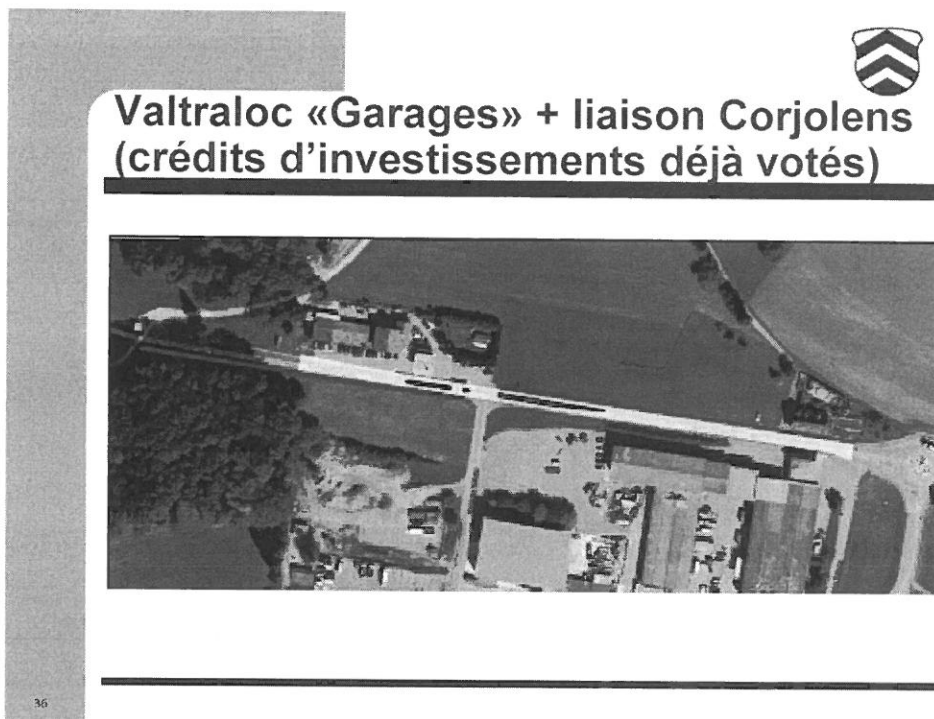 Valtraloc «Garages» + liaison Corjolens
(crédits d'investissements déjà votés)
36